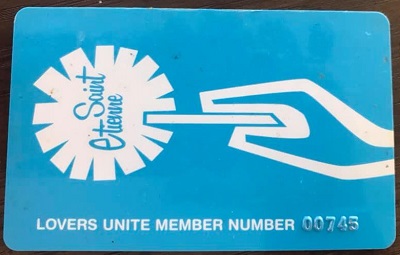 Saint
etienne
LOVERS UNITE MEMBER NUMBER 00745